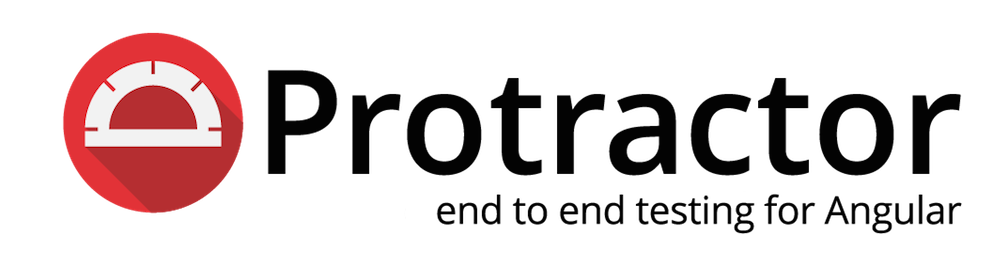 Protractor
end to end testing for Angular